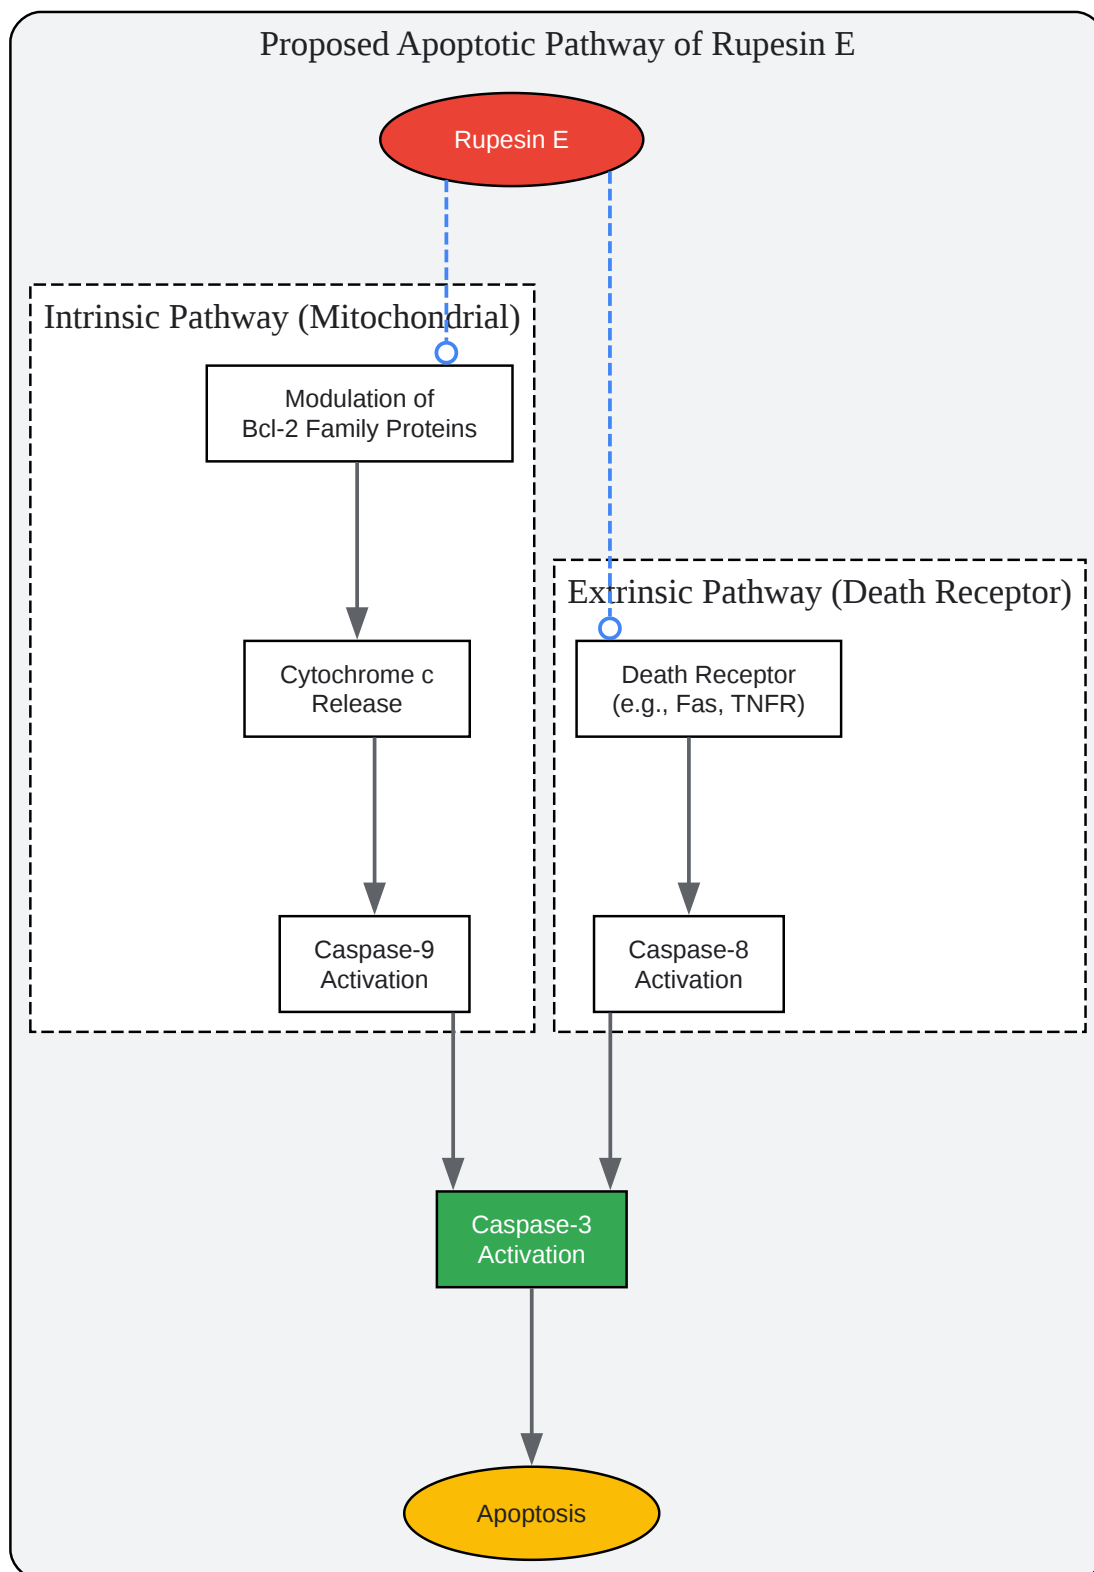 Proposed Apoptotic Pathway of Rupesin E
Rupesin E
Intrinsic Pathway (Mitochondrial)
Modulation of
Bcl-2 Family Proteins
Cytochrome c
Release
Caspase-9
Activation
Extrinsic Pathway (Death Receptor)
Death Receptor
(e.g., Fas, TNFR)
Caspase-8
Activation
Caspase-3
Activation
Apoptosis